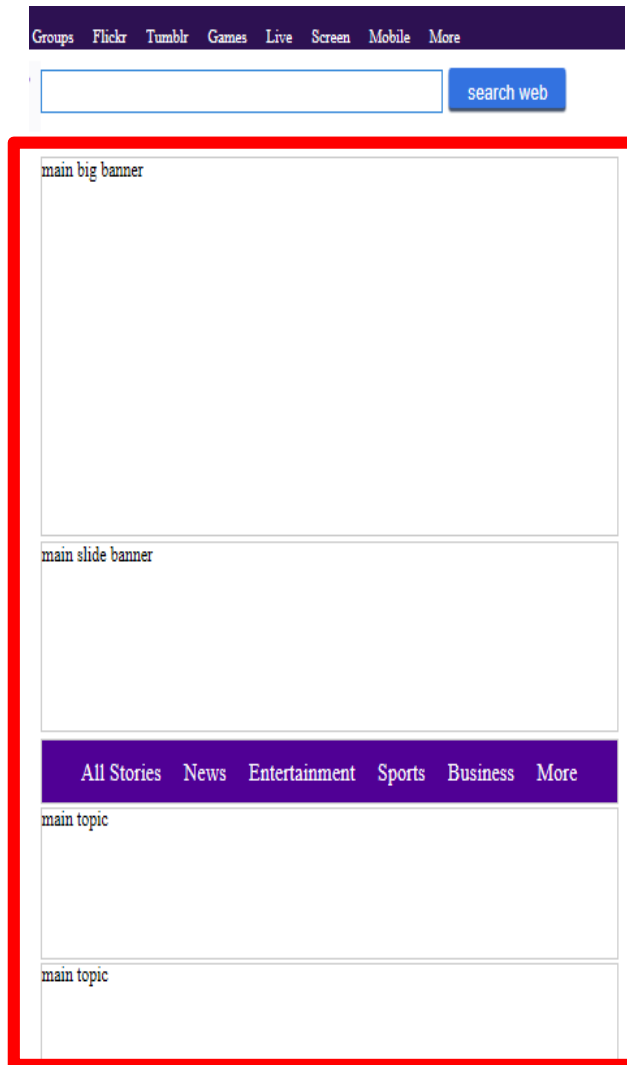 Groups Flickr Tumblr Games Live Screen Mobile More
search web
main big banner
main slide banner
All Stories News Entertainment Sports Business More
main topic
main topic